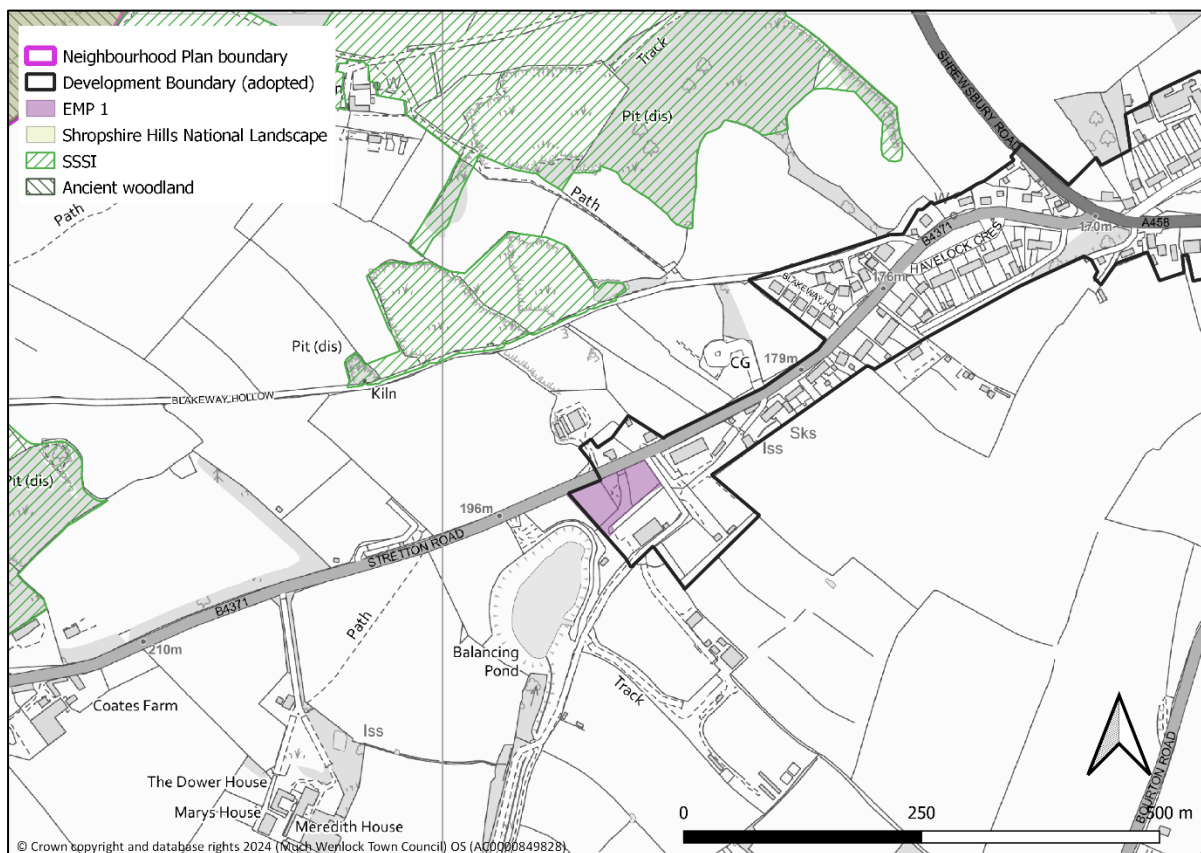 Neighbourhood Plan boundary
Development Boundary (adopted)
EMP 1
Shropshire Hills National Landscape
SSSI
Ancient woodland
Track
W
Pit (dis)
SHREWSBURY ROAD
Path
Path
W
B4371
170m
A458
HAVELOCK CRES
176m
BLAKEWAY HOL
Pit (dis)
CG
179m
Kiln
BLAKEWAY HOLLOW
Sks
Iss
Pit (dis)
196m
STRETTON ROAD
B4371
Path
210m
Balancing
Pond
Track
Coates Farm
Iss
BOURTON ROAD
The Dower House
Marys House
Meredith House
0
250
500 m
© Crown copyright and database rights 2024 (Much Wenlock Town Council) OS (AC0000849828)